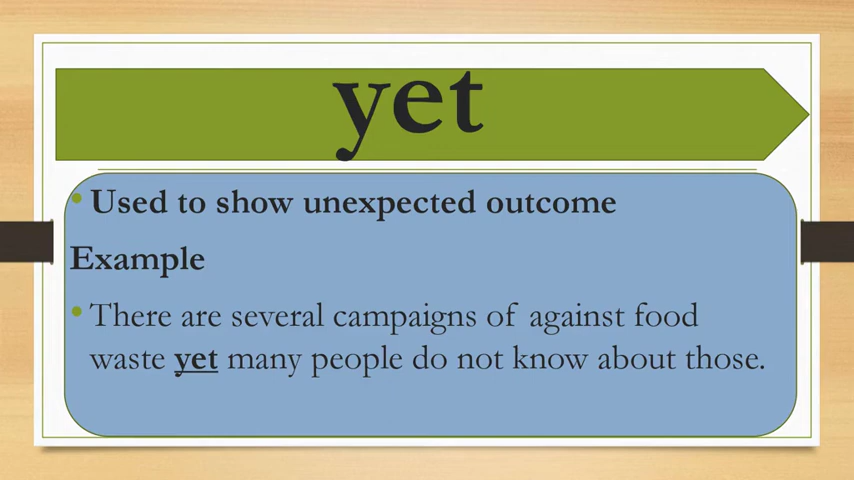 yet
• Used to show unexpected outcome
Example
• There are several campaigns of against food
waste yet many people do not know about those.